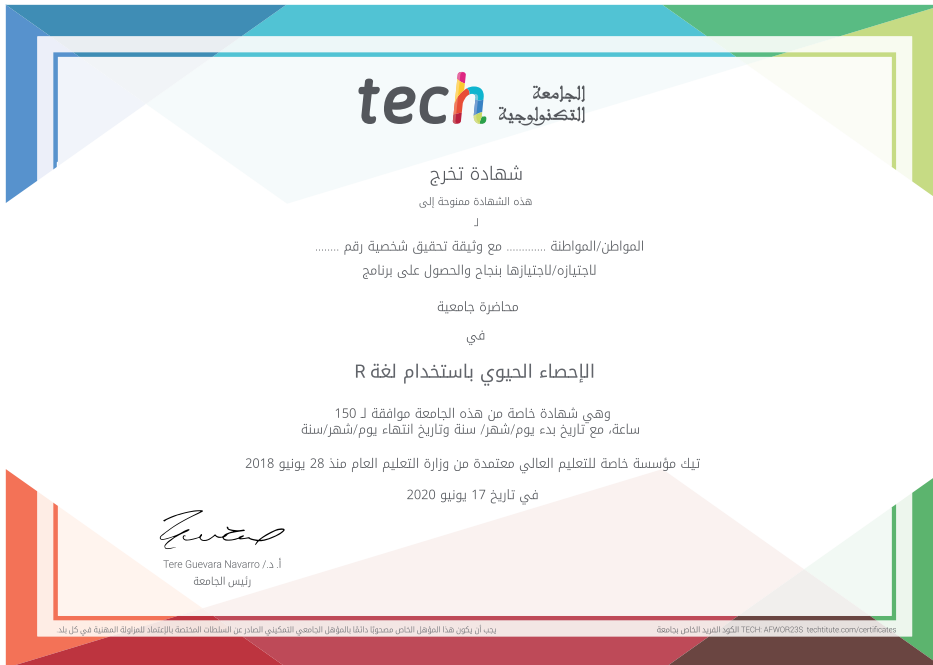 tech الجامعة
التكنولوجية
شهادة تخرج
هذه الشهادة ممنوحة إلى
لـ
المواطن/المواطنة ............ مع وثيقة تحقيق شخصية رقم ........
لاجتيازه/لاجتيازها بنجاح والحصول على برنامج
محاضرة جامعية
في
الإحصاء الحيوي باستخدام لغة R
وهي شهادة خاصة من هذه الجامعة موافقة لـ 150
ساعة، مع تاريخ بدء يوم/شهر/ سنة وتاريخ انتهاء يوم/شهر/سنة
تيك مؤسسة خاصة للتعليم العالي معتمدة من وزارة التعليم العام منذ 28 يونيو 2018
في تاريخ 17 يونيو 2020
أ. د./ Tere Guevara Navarro
رئيس الجامعة
يجب أن يكون هذا المؤهل الخاص مصحوبًا دائمًا بالمؤهل الجامعي التمكيني الصادر عن السلطات المختصة بالإعتماد للمزاولة المهنية في كل بلد.
الكود الفريد الخاص بجامعة TECH: AFWOR23S techtitute.com/certificates